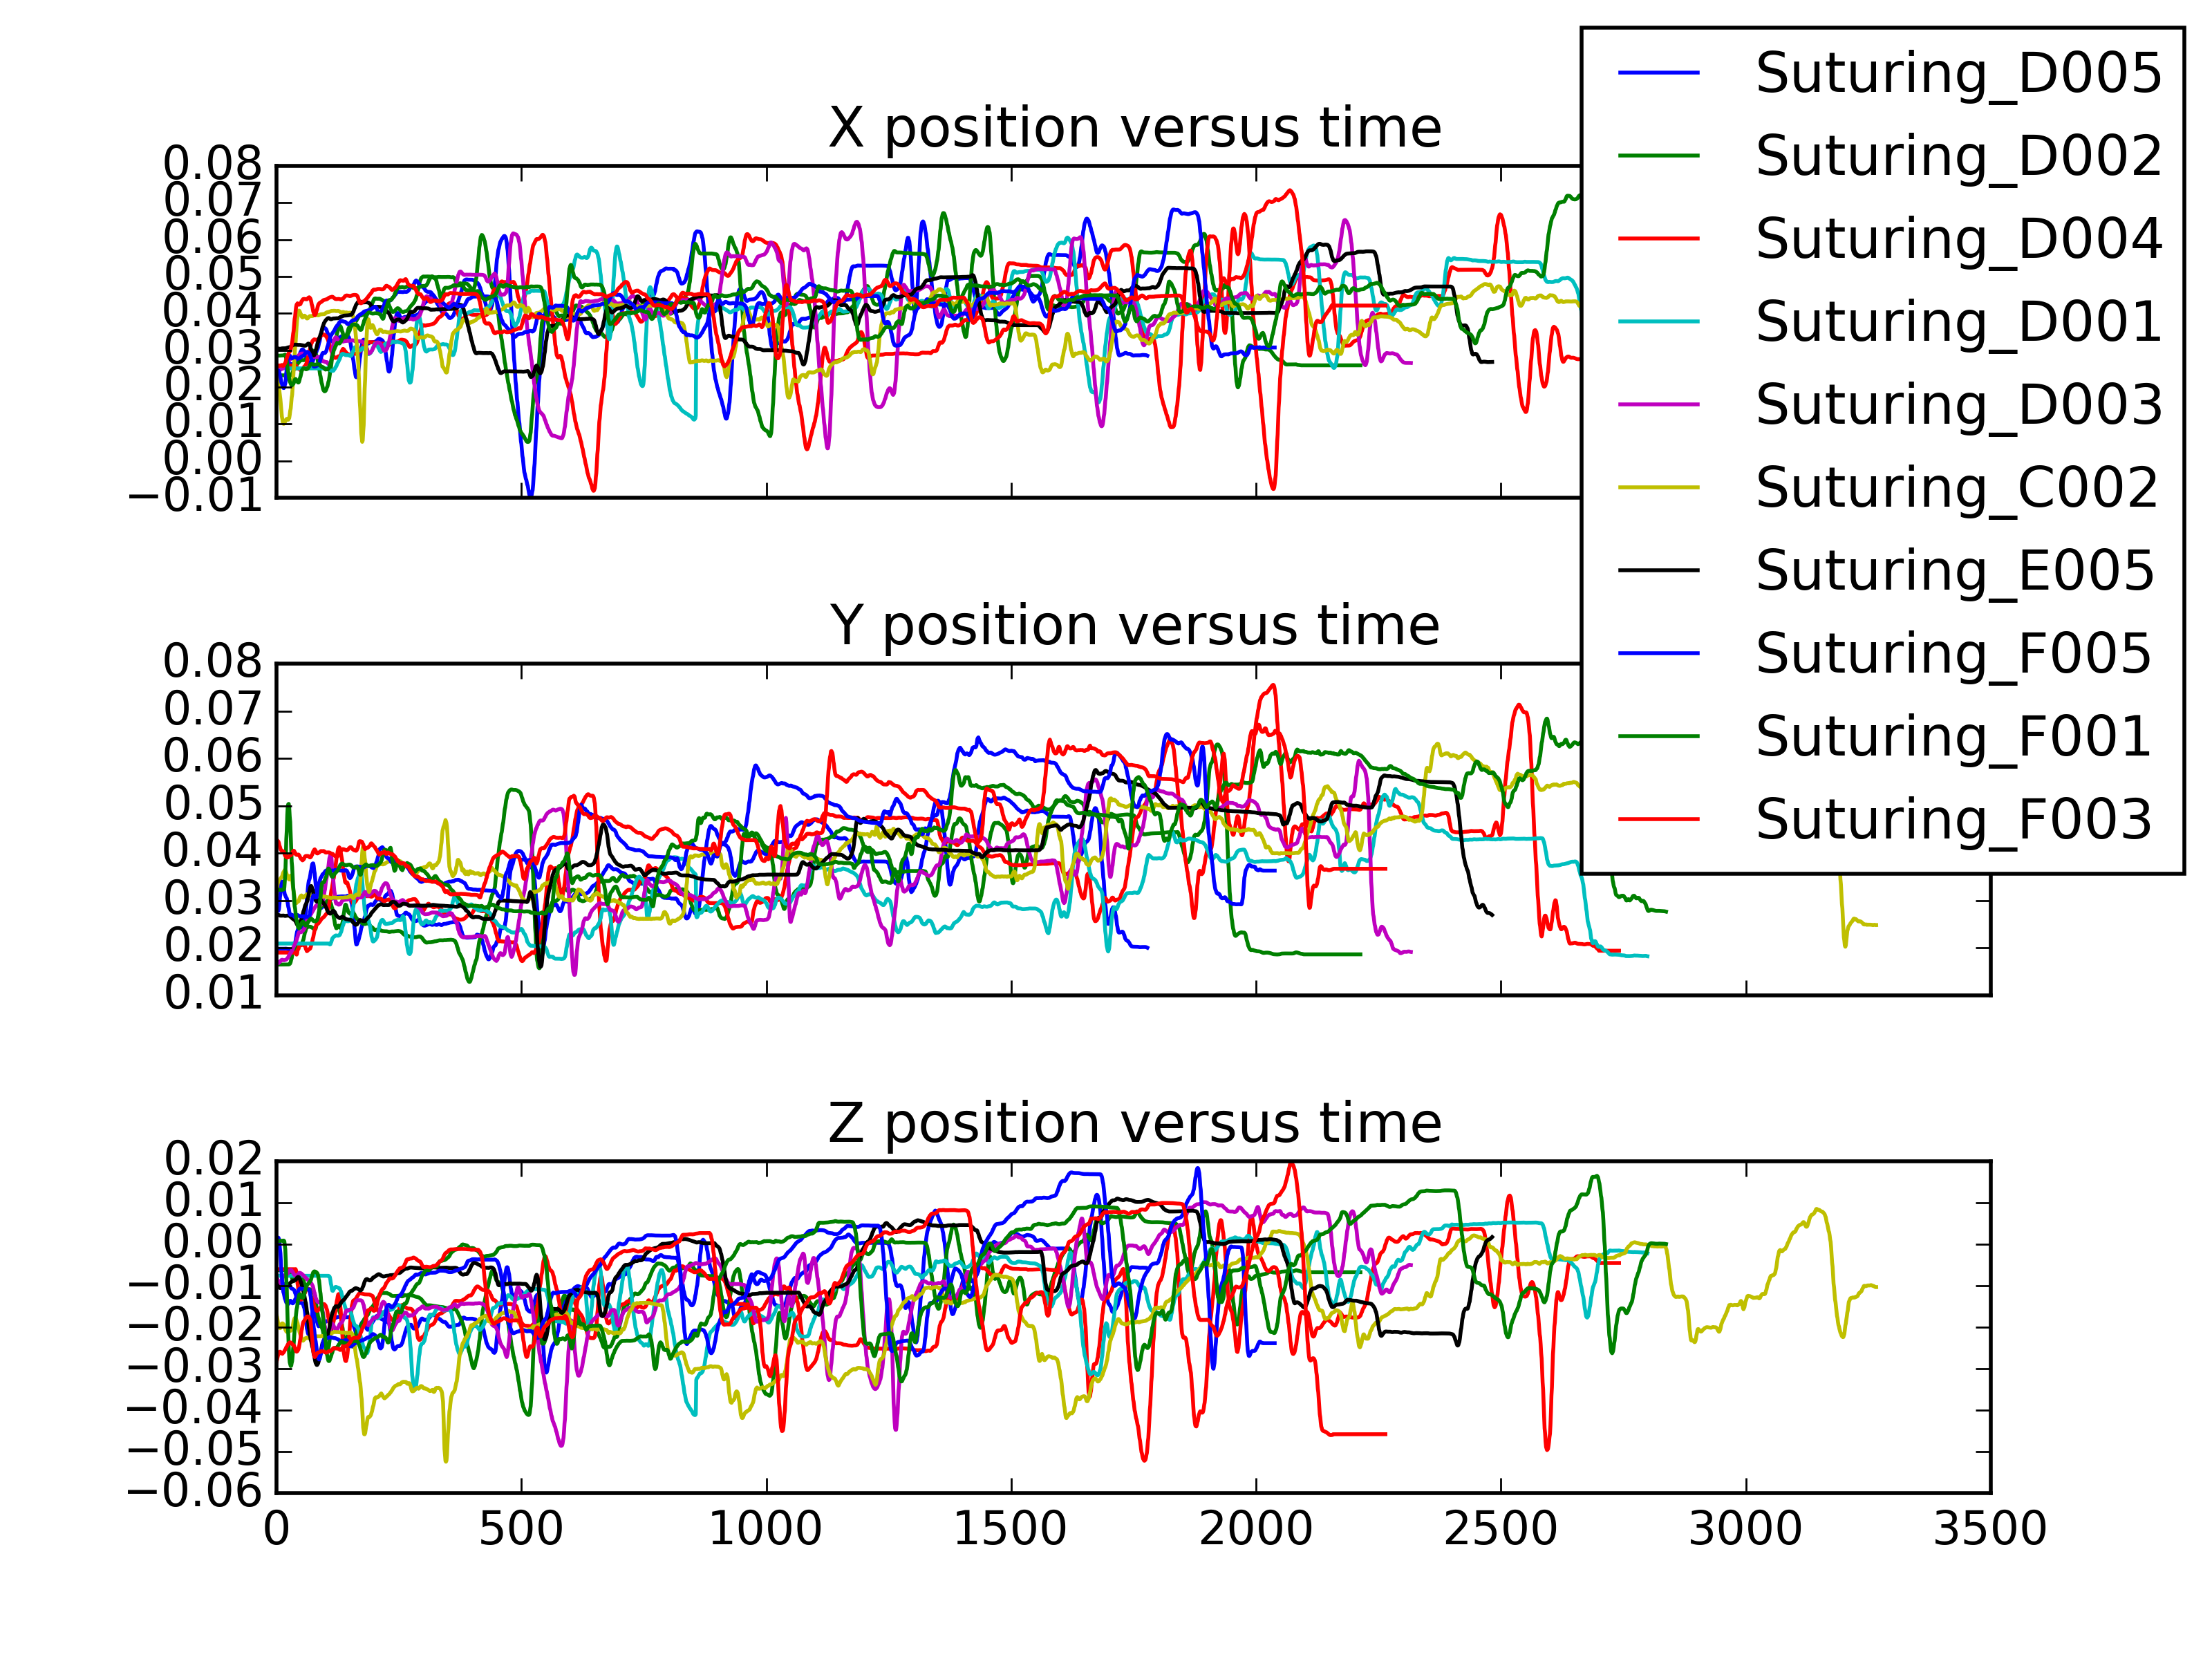 X position versus time
0.08
0.07
0.06
0.05
0.04
0.03
0.02
0.01
0.00
−0.01
Suturing_D005
Suturing_D002
Suturing_D004
Suturing_D001
Suturing_D003
Suturing_C002
Suturing_E005
Suturing_F005
Suturing_F001
Suturing_F003
Y position versus time
0.08
0.07
0.06
0.05
0.04
0.03
0.02
0.01
Z position versus time
0.02
0.01
0.00
−0.01
−0.02
−0.03
−0.04
−0.05
−0.06
0 500 1000 1500 2000 2500 3000 3500